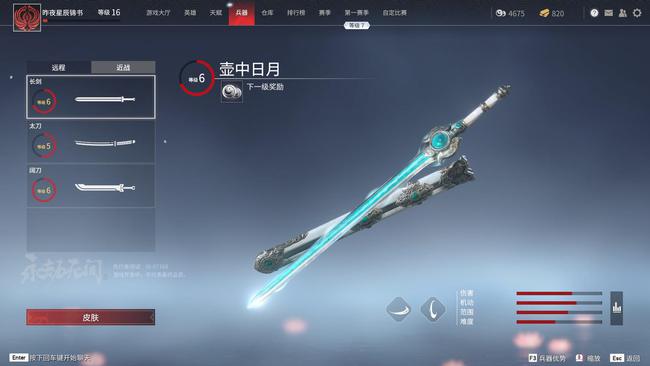 昨夜星辰锦书 等级 16 游戏大厅 英雄 天赋 兵器 仓库 排行榜 赛季 第一赛季 自定比赛 4675 820
等级 7
远程 近战
壶中日月
等级 6
下一级奖励
长剑
等级 6
太刀
等级 5
阔刀
等级 6
永劫无间
皮肤
伤害
机动
范围
难度
Enter 按下回车键开始聊天
F3 兵器优势 缩放 Esc 返回